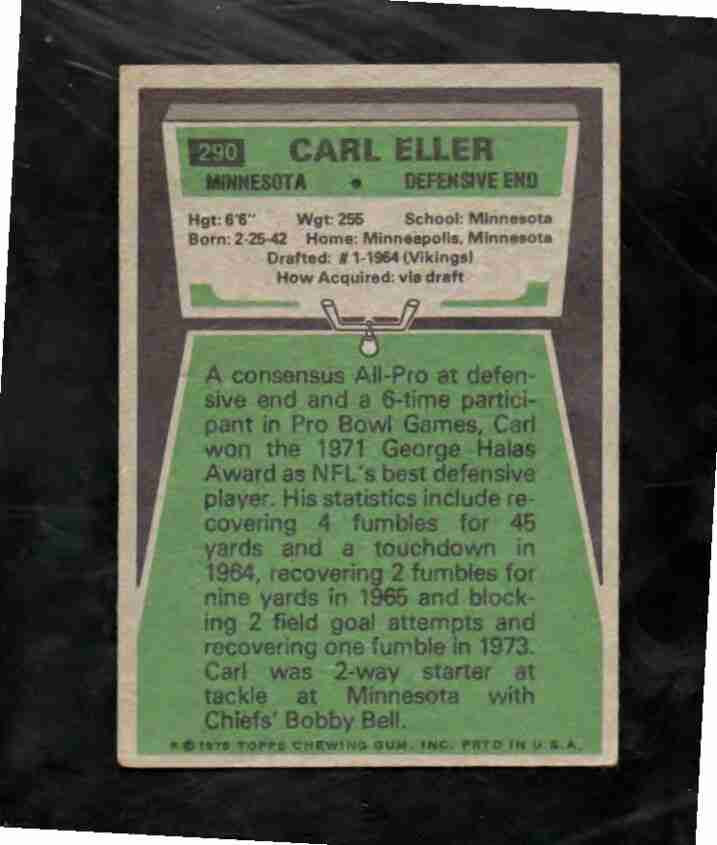 290 CARL ELLER
MINNESOTA • DEFENSIVE END
Hgt: 6'6" Wgt: 255 School: Minnesota
Born: 2-25-42 Home: Minneapolis, Minnesota
Drafted: #1-1964 (Vikings)
How Acquired: via draft
A consensus All-Pro at defen-
sive end and a 6-time partici-
pant in Pro Bowl Games, Carl
won the 1971 George Halas
Award as NFL's best defensive
player. His statistics include re-
covering 4 fumbles for 45
yards and a touchdown in
1964, recovering 2 fumbles for
nine yards in 1965 and block-
ing 2 field goal attempts and
recovering one fumble in 1973.
Carl was 2-way starter at
tackle at Minnesota with
Chiefs' Bobby Bell.
© 1975 TOPPS CHEWING GUM, INC. PRTD IN U.S.A.